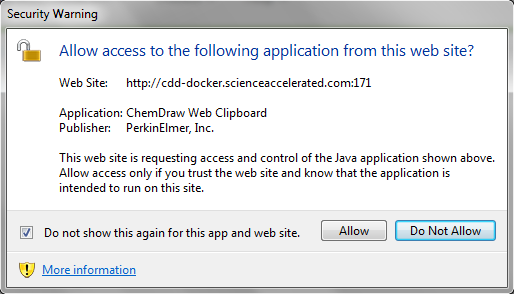 Security Warning
Allow access to the following application from this web site?
Web Site: http://cdd-docker.scienceaccelerated.com:171
Application: ChemDraw Web Clipboard
Publisher: PerkinElmer, Inc.
This web site is requesting access and control of the Java application shown above.
Allow access only if you trust the web site and know that the application is
intended to run on this site.
Do not show this again for this app and web site.
Allow
Do Not Allow
More information